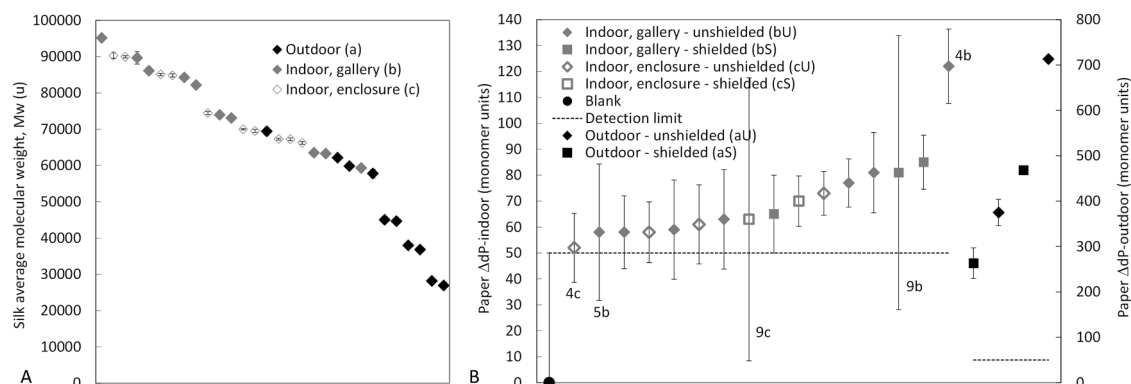 100000
90000
80000
70000
60000
50000
40000
30000
20000
10000
0
Silk average molecular weight, Mw (u)
Outdoor (a)
Indoor, gallery (b)
Indoor, enclosure (c)
A
140
130
120
110
100
90
80
70
60
50
40
30
20
10
0
Paper ΔdP-indoor (monomer units)
Indoor, gallery - unshielded (bU)
Indoor, gallery - shielded (bS)
Indoor, enclosure - unshielded (cU)
Indoor, enclosure - shielded (cS)
Blank
Detection limit
Outdoor - unshielded (aU)
Outdoor - shielded (aS)
4b
4c
5b
9c
9b
B
800
700
600
500
400
300
200
100
0
Paper ΔdP-outdoor (monomer units)